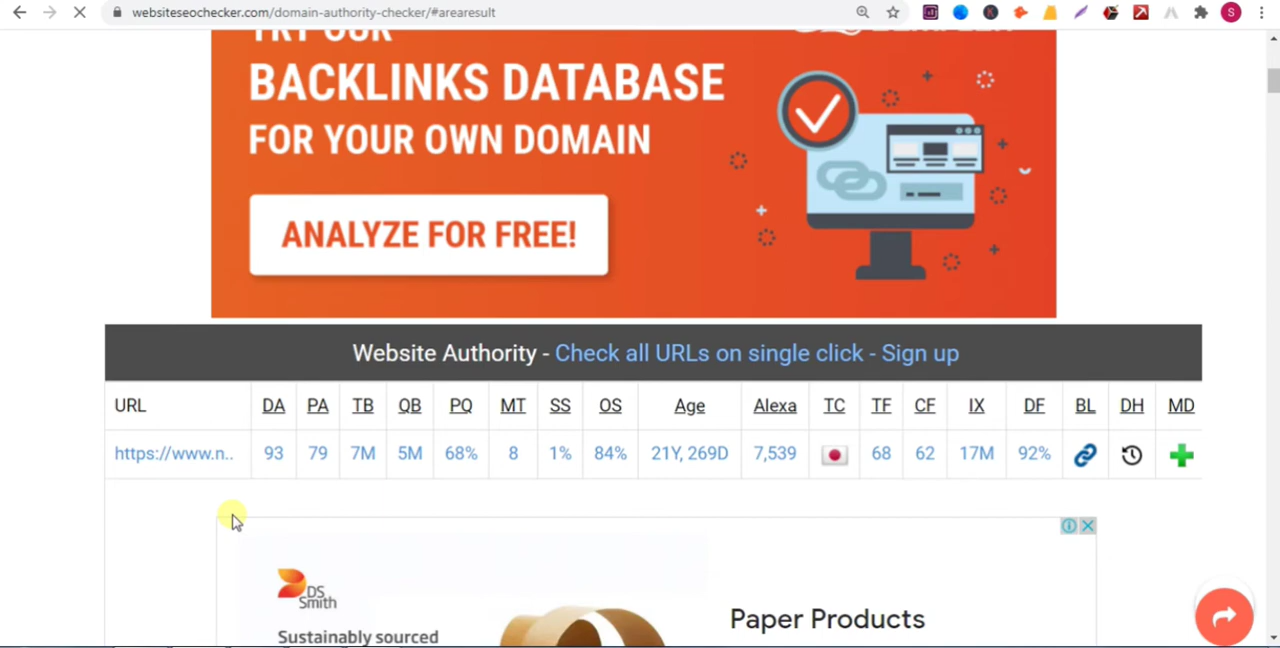 websiteseochecker.com/domain-authority-checker/#arearesult
S
TRY OUR
BACKLINKS DATABASE
FOR YOUR OWN DOMAIN
ANALYZE FOR FREE!
Website Authority - Check all URLs on single click - Sign up
URL DA PA TB QB PQ MT SS OS Age Alexa TC TF CF IX DF BL DH MD
https://www.n.. 93 79 7M 5M 68% 8 1% 84% 21Y, 269D 7,539 68 62 17M 92%
DS
Smith
Paper Products
Sustainably sourced